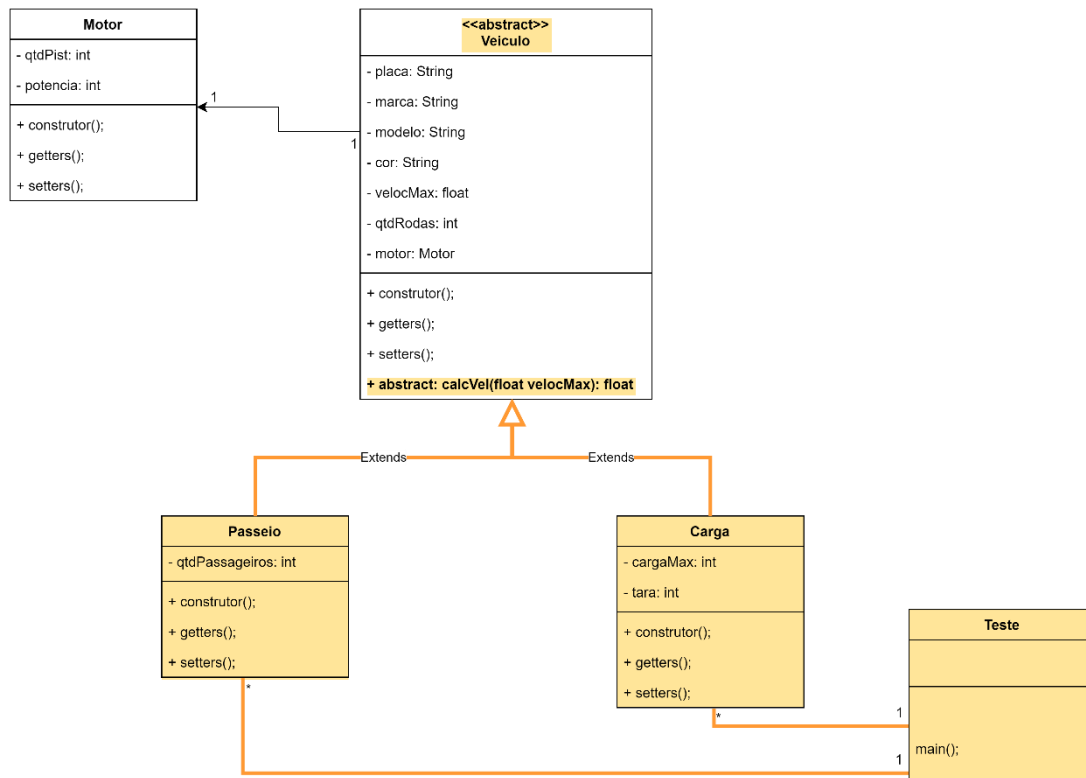 Motor
- qtdPist: int
- potencia: int
+ construtor();
+ getters();
+ setters();
1
1
<<abstract>>
Veiculo
- placa: String
- marca: String
- modelo: String
- cor: String
- velocMax: float
- qtdRodas: int
- motor: Motor
+ construtor();
+ getters();
+ setters();
+ abstract: calcVel(float velocMax): float
Extends
Extends
Passeio
- qtdPassageiros: int
+ construtor();
+ getters();
+ setters();
*
Carga
- cargaMax: int
- tara: int
+ construtor();
+ getters();
+ setters();
*
1
1
Teste
main();